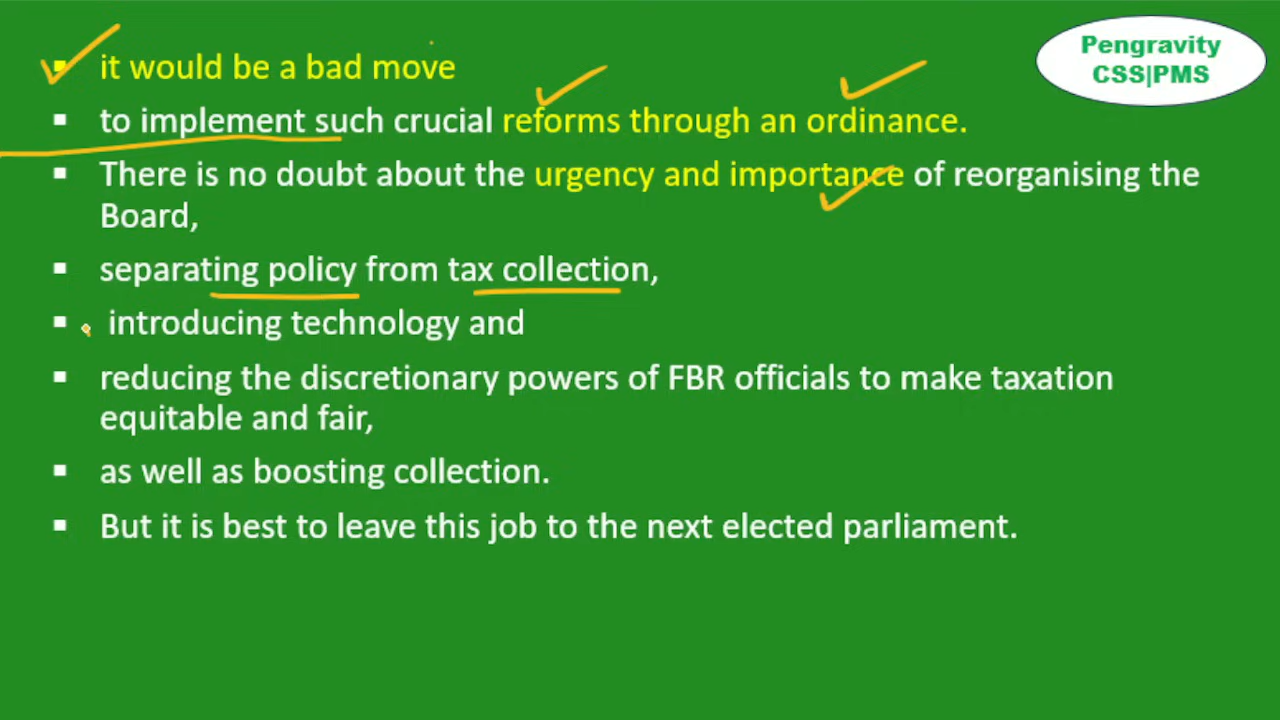 Pengravity
CSS|PMS
it would be a bad move
to implement such crucial reforms through an ordinance.
There is no doubt about the urgency and importance of reorganising the
Board,
separating policy from tax collection,
introducing technology and
reducing the discretionary powers of FBR officials to make taxation
equitable and fair,
as well as boosting collection.
But it is best to leave this job to the next elected parliament.